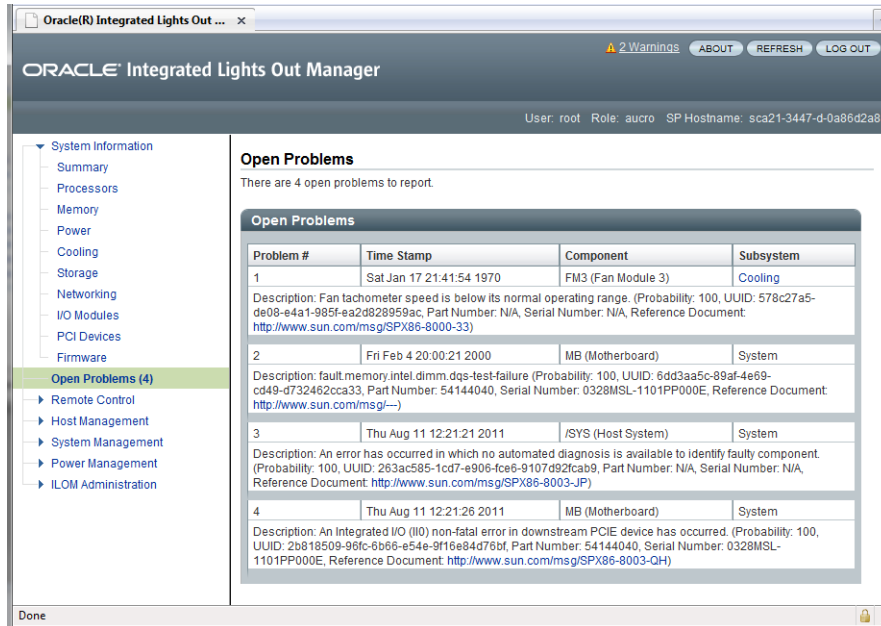 Oracle(R) Integrated Lights Out ... ×
2 Warnings ABOUT REFRESH LOG OUT
ORACLE® Integrated Lights Out Manager
User: root Role: aucro SP Hostname: sca21-3447-d-0a86d2a8
System Information
Summary
Processors
Memory
Power
Cooling
Storage
Networking
I/O Modules
PCI Devices
Firmware
Open Problems (4)
Remote Control
Host Management
System Management
Power Management
ILOM Administration
Open Problems
There are 4 open problems to report.
Open Problems
Problem # Time Stamp Component Subsystem
1 Sat Jan 17 21:41:54 1970 FM3 (Fan Module 3) Cooling
Description: Fan tachometer speed is below its normal operating range. (Probability: 100, UUID: 578c27a5-
de08-e4a1-985f-ea2d828959ac, Part Number: N/A, Serial Number: N/A, Reference Document:
http://www.sun.com/msg/SPX86-8000-33)
2 Fri Feb 4 20:00:21 2000 MB (Motherboard) System
Description: fault.memory.intel.dimm.dqs-test-failure (Probability: 100, UUID: 6dd3aa5c-89af-4e69-
cd49-d732462cca33, Part Number: 54144040, Serial Number: 0328MSL-1101PP000E, Reference Document:
http://www.sun.com/msg/---)
3 Thu Aug 11 12:21:21 2011 /SYS (Host System) System
Description: An error has occurred in which no automated diagnosis is available to identify faulty component.
(Probability: 100, UUID: 263ac585-1cd7-e906-fce6-9107d92fcab9, Part Number: N/A, Serial Number: N/A,
Reference Document: http://www.sun.com/msg/SPX86-8003-JP)
4 Thu Aug 11 12:21:26 2011 MB (Motherboard) System
Description: An Integrated I/O (II0) non-fatal error in downstream PCIE device has occurred. (Probability: 100,
UUID: 2b818509-96fc-6b66-e54e-9f16e84d76bf, Part Number: 54144040, Serial Number: 0328MSL-
1101PP000E, Reference Document: http://www.sun.com/msg/SPX86-8003-QH)
Done